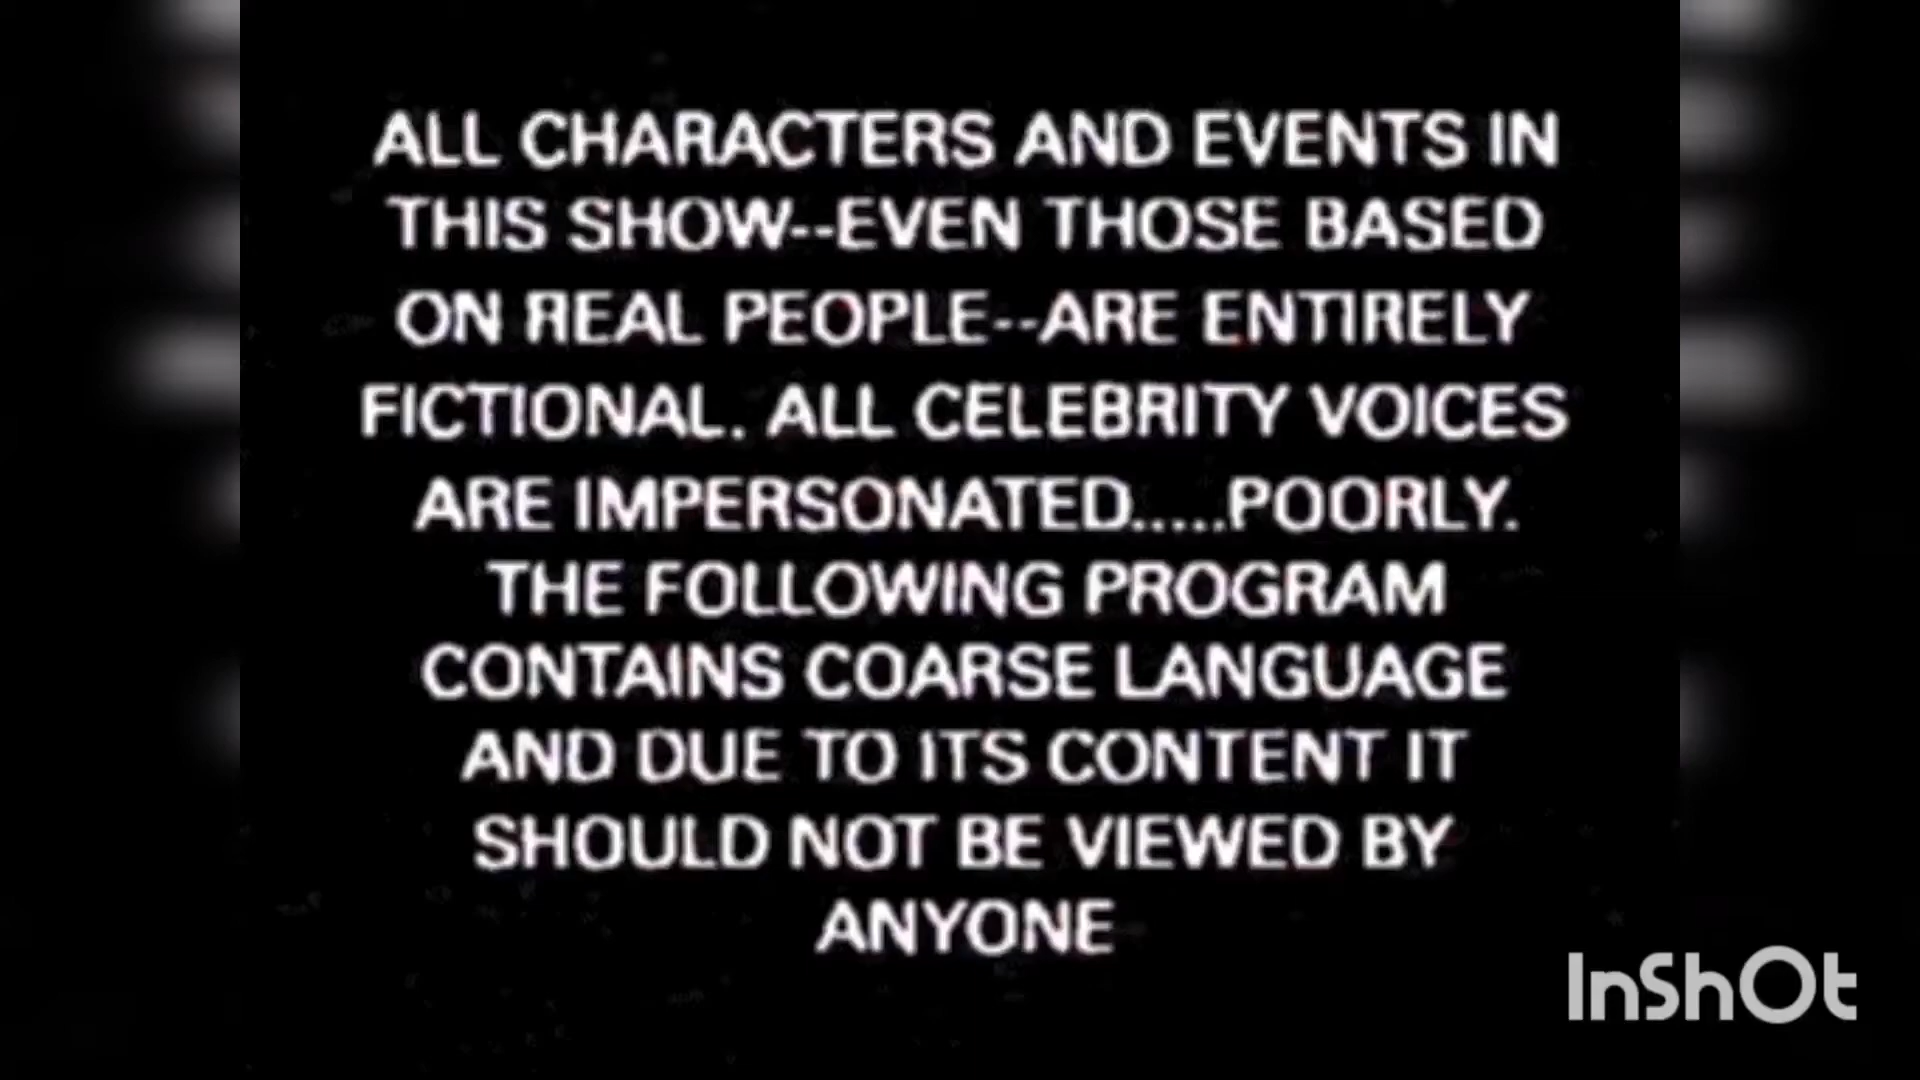 ALL CHARACTERS AND EVENTS IN
THIS SHOW--EVEN THOSE BASED
ON REAL PEOPLE--ARE ENTIRELY
FICTIONAL. ALL CELEBRITY VOICES
ARE IMPERSONATED.....POORLY.
THE FOLLOWING PROGRAM
CONTAINS COARSE LANGUAGE
AND DUE TO ITS CONTENT IT
SHOULD NOT BE VIEWED BY
ANYONE
InShOt